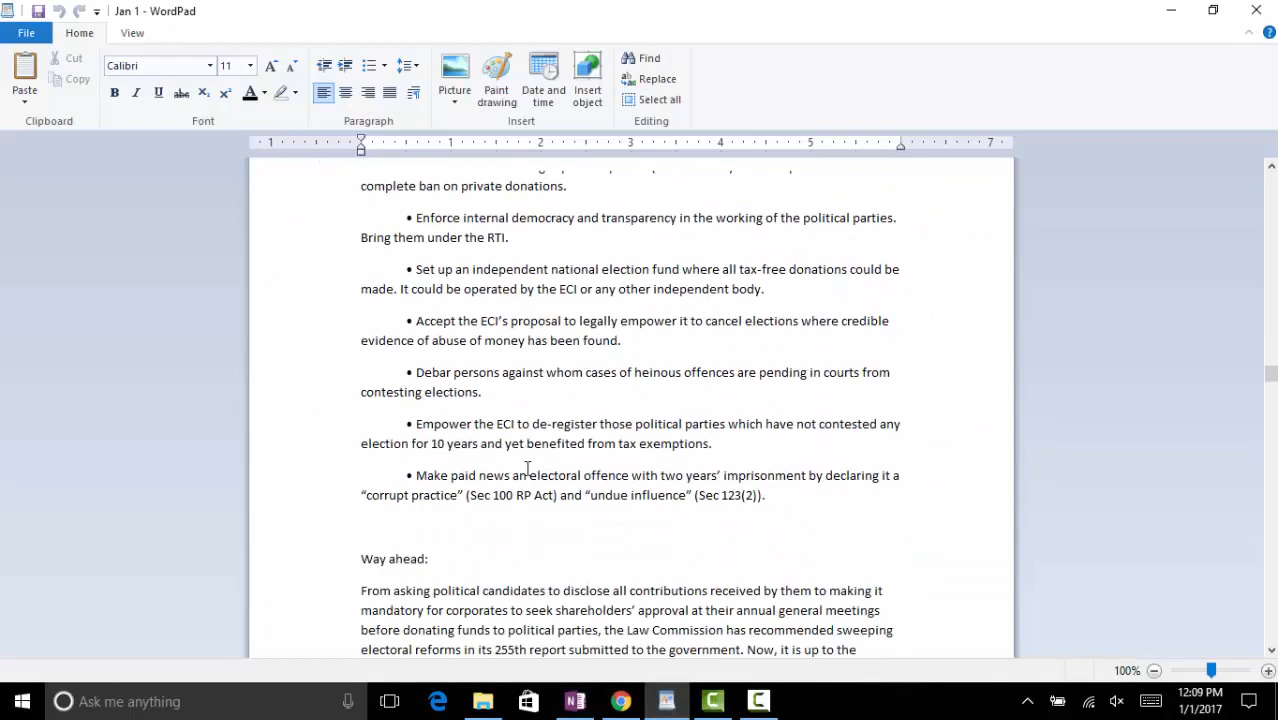 Jan 1 - WordPad
File
Home
View
Paste
Cut
Copy
Clipboard
Calibri
11
Font
Paragraph
Picture
Paint drawing
Date and time
Insert object
Insert
Find
Replace
Select all
Editing
1 1 2 3 4 5 7
complete ban on private donations.
• Enforce internal democracy and transparency in the working of the political parties.
Bring them under the RTI.
• Set up an independent national election fund where all tax-free donations could be
made. It could be operated by the ECI or any other independent body.
• Accept the ECI’s proposal to legally empower it to cancel elections where credible
evidence of abuse of money has been found.
• Debar persons against whom cases of heinous offences are pending in courts from
contesting elections.
• Empower the ECI to de-register those political parties which have not contested any
election for 10 years and yet benefited from tax exemptions.
• Make paid news an electoral offence with two years’ imprisonment by declaring it a
“corrupt practice” (Sec 100 RP Act) and “undue influence” (Sec 123(2)).
Way ahead:
From asking political candidates to disclose all contributions received by them to making it
mandatory for corporates to seek shareholders’ approval at their annual general meetings
before donating funds to political parties, the Law Commission has recommended sweeping
electoral reforms in its 255th report submitted to the government. Now, it is up to the
100%
Ask me anything
12:09 PM
1/1/2017